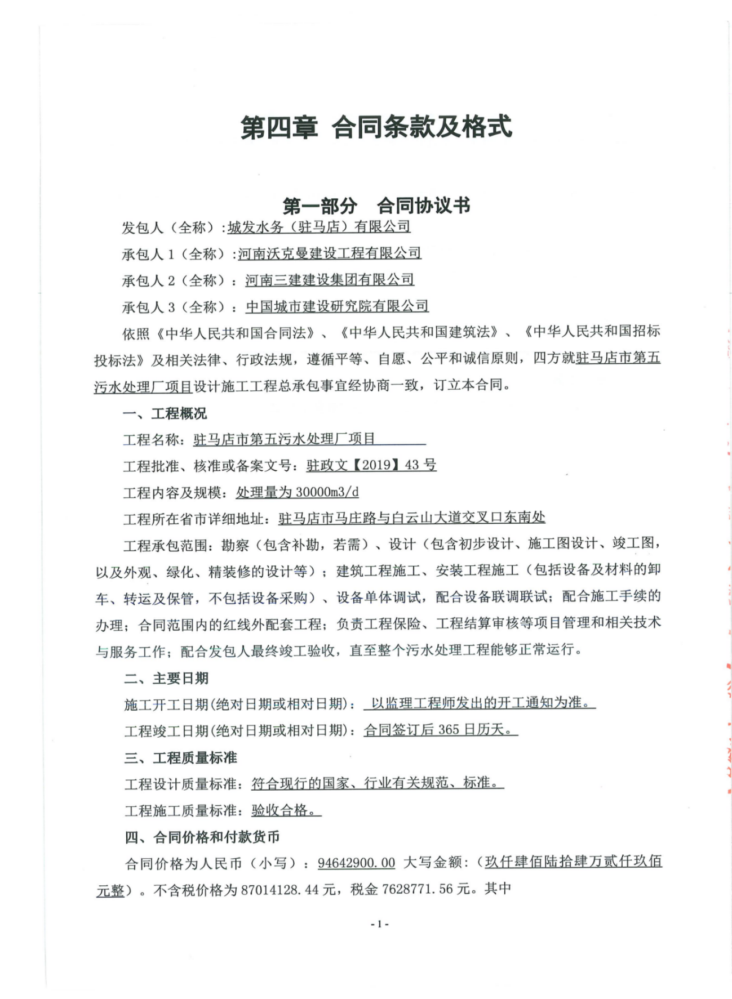 第四章 合同条款及格式
第一部分 合同协议书
发包人（全称）:城发水务（驻马店）有限公司
承包人 1（全称）:河南沃克曼建设工程有限公司
承包人 2（全称）: 河南三建建设集团有限公司
承包人 3（全称）: 中国城市建设研究院有限公司
依照《中华人民共和国合同法》、《中华人民共和国建筑法》、《中华人民共和国招标
投标法》及相关法律、行政法规，遵循平等、自愿、公平和诚信原则，四方就驻马店市第五
污水处理厂项目设计施工工程总承包事宜经协商一致，订立本合同。
一、工程概况
工程名称: 驻马店市第五污水处理厂项目
工程批准、核准或备案文号: 驻政文【2019】43 号
工程内容及规模: 处理量为 30000m3/d
工程所在省市详细地址: 驻马店市马庄路与白云山大道交叉口东南处
工程承包范围: 勘察（包含补勘，若需）、设计（包含初步设计、施工图设计、竣工图，
以及外观、绿化、精装修的设计等）; 建筑工程施工、安装工程施工（包括设备及材料的卸
车、转运及保管，不包括设备采购）、设备单体调试，配合设备联调联试; 配合施工手续的
办理; 合同范围内的红线外配套工程; 负责工程保险、工程结算审核等项目管理和相关技术
与服务工作; 配合发包人最终竣工验收，直至整个污水处理工程能够正常运行。
二、主要日期
施工开工日期(绝对日期或相对日期): 以监理工程师发出的开工通知为准。
工程竣工日期(绝对日期或相对日期): 合同签订后 365 日历天。
三、工程质量标准
工程设计质量标准: 符合现行的国家、行业有关规范、标准。
工程施工质量标准: 验收合格。
四、合同价格和付款货币
合同价格为人民币（小写）: 94642900.00 大写金额:（玖仟肆佰陆拾肆万贰仟玖佰
元整）。不含税价格为 87014128.44 元，税金 7628771.56 元。其中
- 1 -